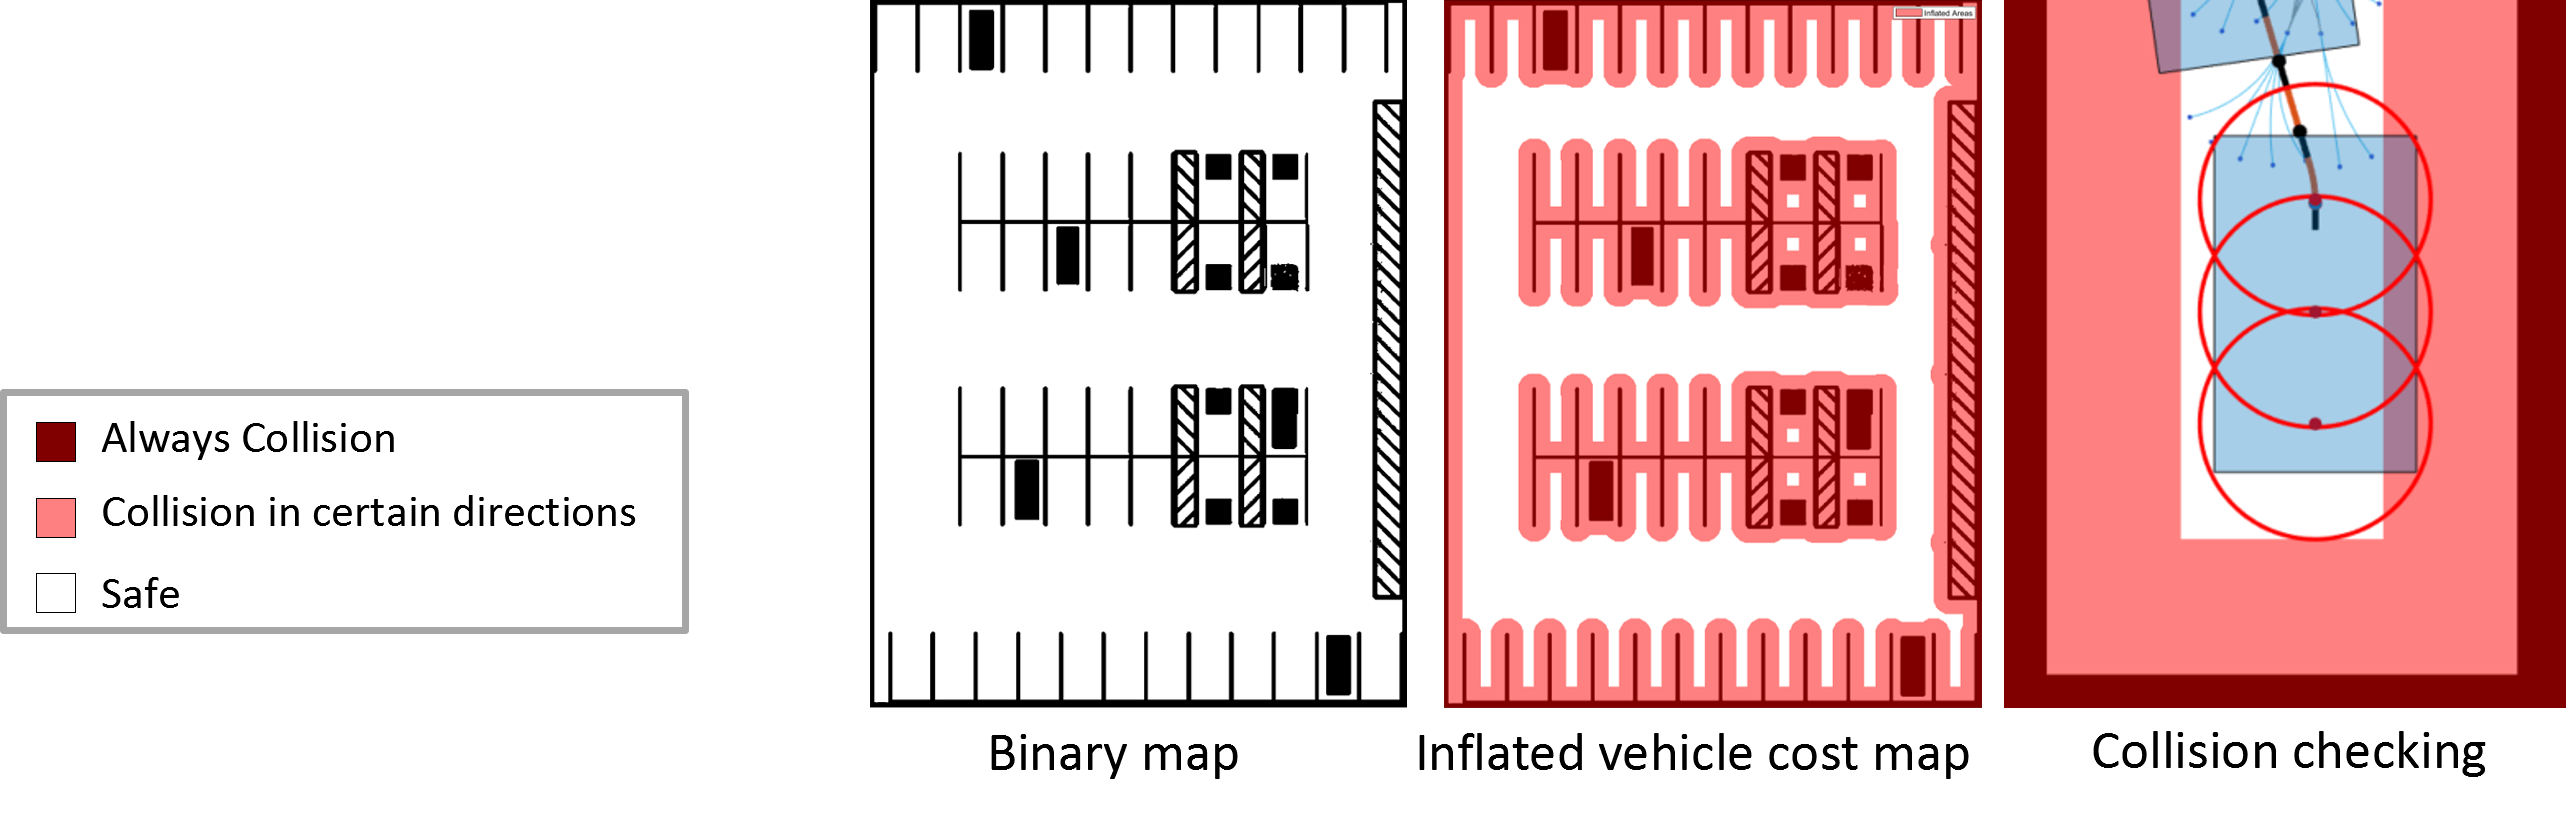 Inflated Areas
Always Collision
Collision in certain directions
Safe
Binary map
Inflated vehicle cost map
Collision checking